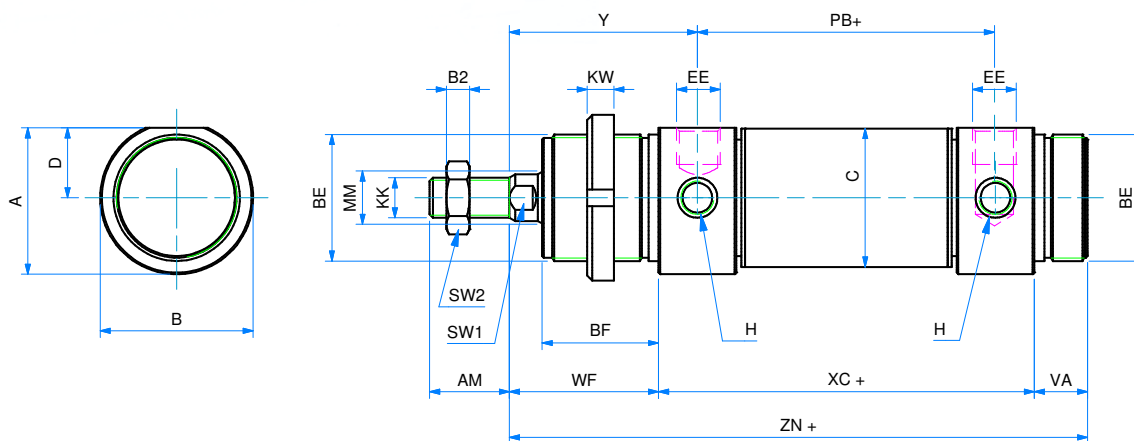 Y
PB+
B2
KW
EE
EE
D
A
BE
MM
KK
C
BE
SW2
SW1
BF
H
H
B
AM
WF
XC +
VA
ZN +